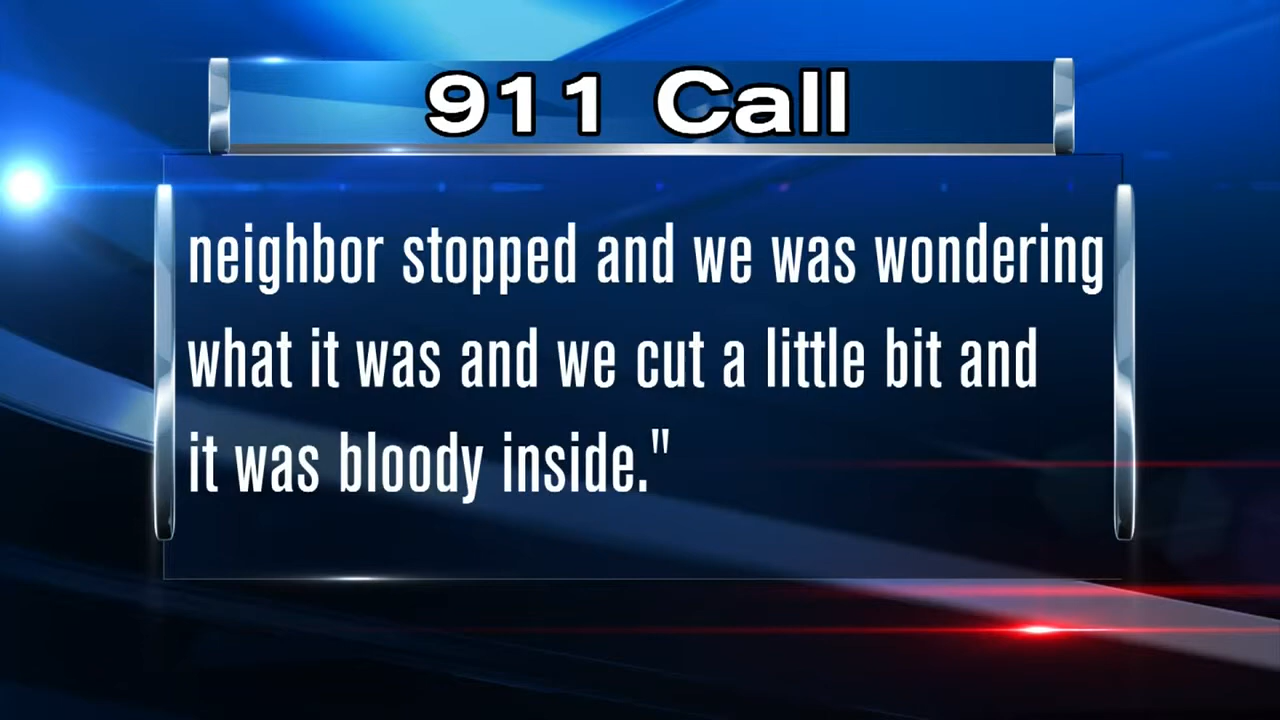 911 Call
neighbor stopped and we was wondering
what it was and we cut a little bit and
it was bloody inside."